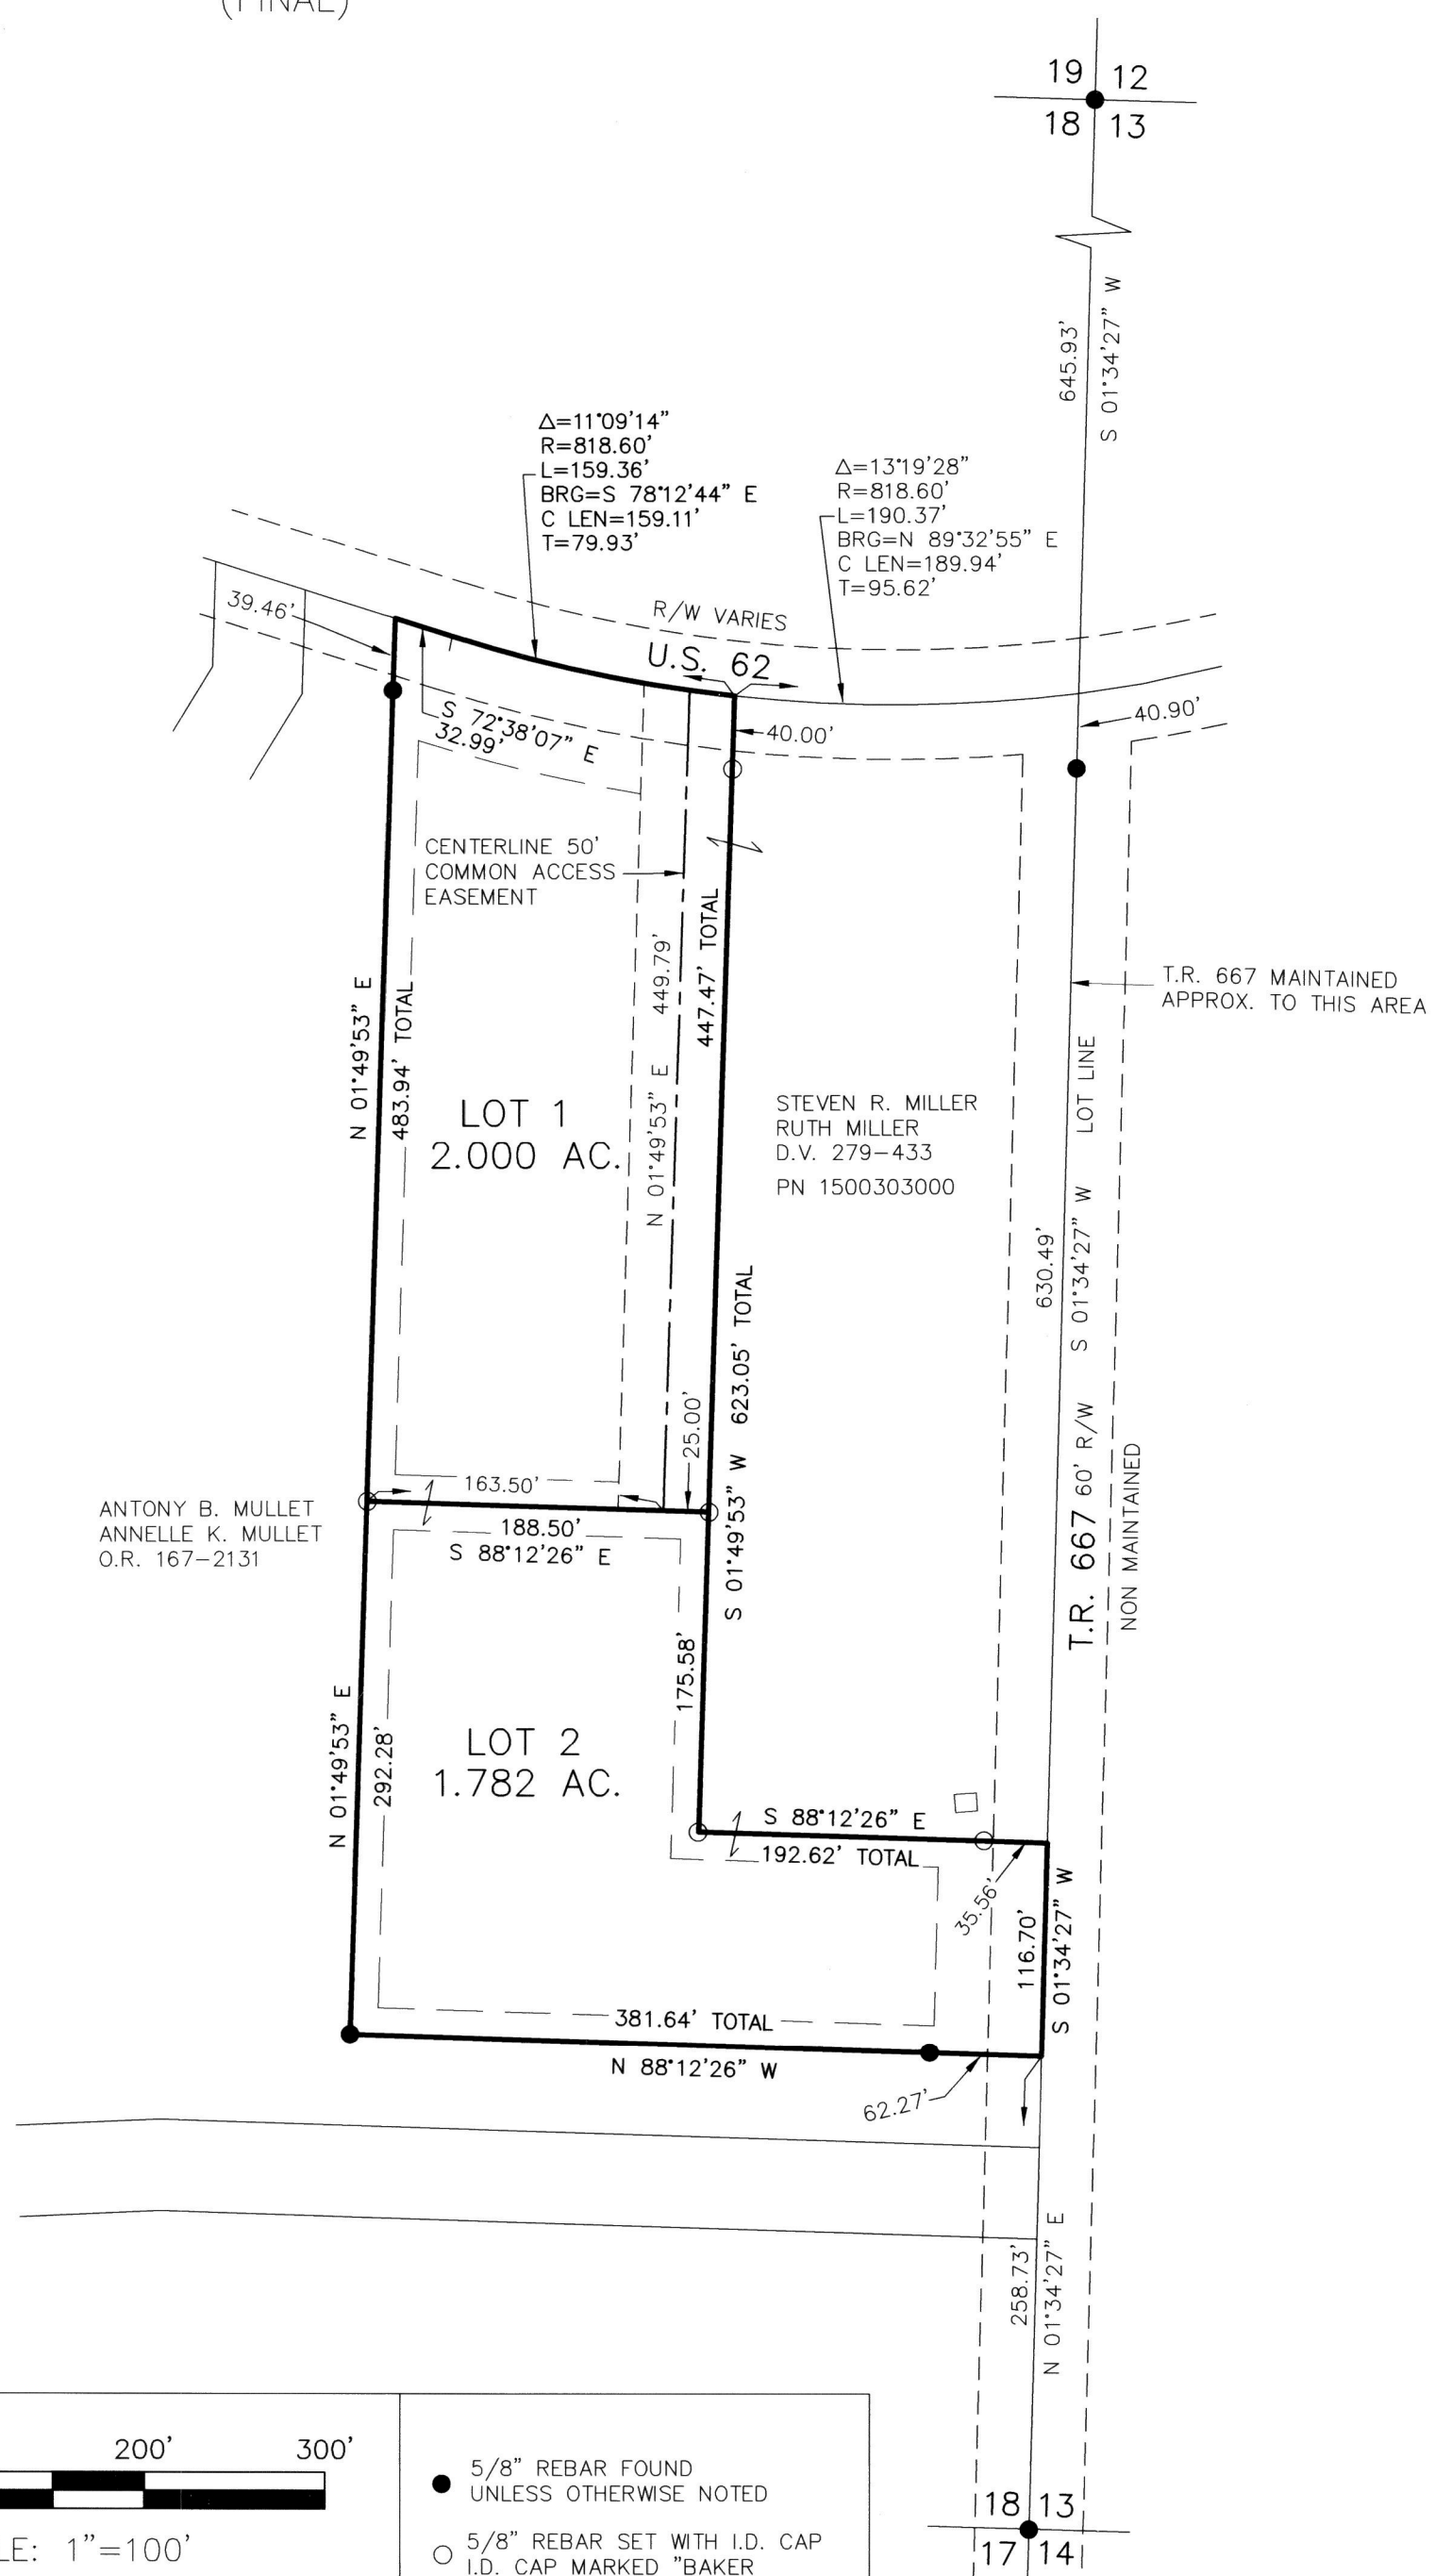 (FINAL)
19 12
18 13
645.93'
S 01°34'27" W
Δ=11°09'14"
R=818.60'
L=159.36'
BRG=S 78°12'44" E
C LEN=159.11'
T=79.93'
Δ=13°19'28"
R=818.60'
L=190.37'
BRG=N 89°32'55" E
C LEN=189.94'
T=95.62'
39.46'
R/W VARIES
U.S. 62
S 72°38'07" E
32.99'
40.00'
40.90'
CENTERLINE 50'
COMMON ACCESS
EASEMENT
447.47' TOTAL
N 01°49'53" E 449.79'
N 01°49'53" E
483.94' TOTAL
T.R. 667 MAINTAINED
APPROX. TO THIS AREA
LOT 1
2.000 AC.
STEVEN R. MILLER
RUTH MILLER
D.V. 279-433
PN 1500303000
S 01°34'27" W LOT LINE
630.49'
S 01°49'53" W 623.05' TOTAL
25.00'
163.50'
188.50'
S 88°12'26" E
ANTONY B. MULLET
ANNELLE K. MULLET
O.R. 167-2131
T.R. 667 60' R/W
NON MAINTAINED
175.58'
N 01°49'53" E
292.28'
LOT 2
1.782 AC.
S 88°12'26" E
192.62' TOTAL
35.56'
116.70'
S 01°34'27" W
381.64' TOTAL
N 88°12'26" W
62.27'
258.73'
N 01°34'27" E
200' 300'
LE: 1"=100'
5/8" REBAR FOUND
UNLESS OTHERWISE NOTED
5/8" REBAR SET WITH I.D. CAP
I.D. CAP MARKED "BAKER
18 13
17 14